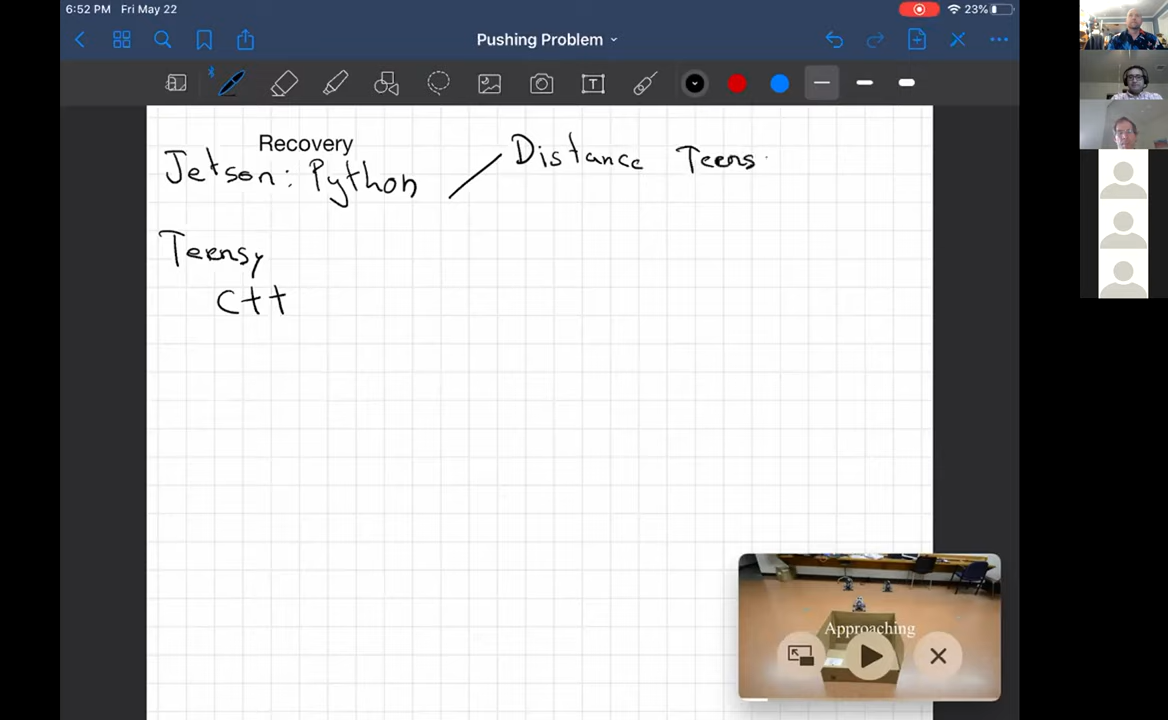 6:52 PM Fri May 22
23%
Pushing Problem
T
Recovery
Jetson: Python
Distance Teens
Teensy
C++
Approaching